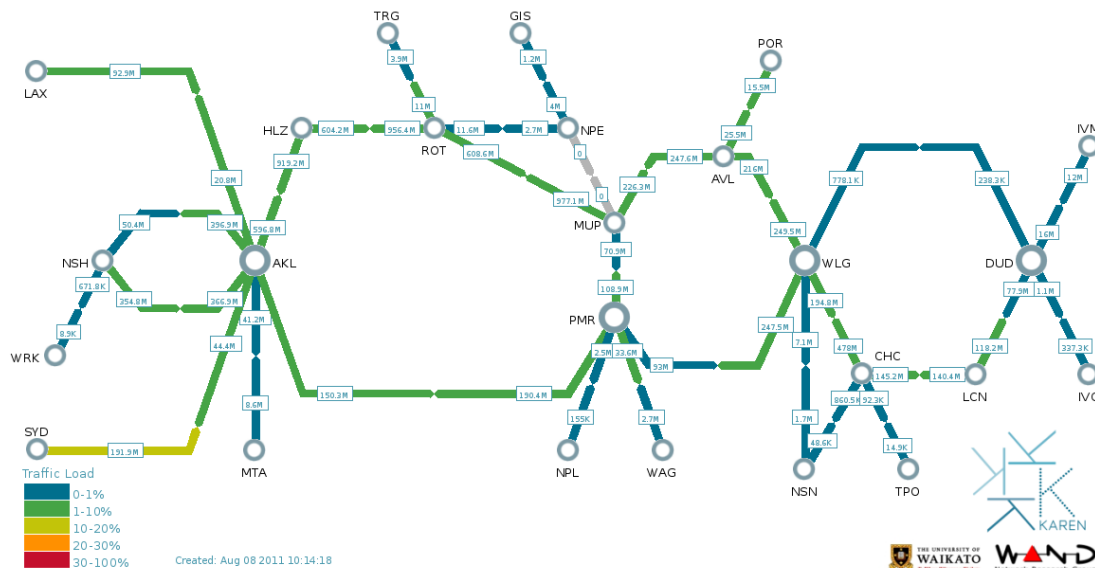 TRG
GIS
POR
LAX
92.9M
3.9M
1.2M
15.5M
11M
4M
HLZ
604.2M
956.4M
ROT
11.6M
2.7M
NPE
IVM
25.5M
608.6M
0
247.6M
AVL
216M
919.2M
20.8M
778.1K
238.3K
12M
977.1M
0
226.3M
MUP
50.4M
396.9M
596.8M
249.5M
16M
70.9M
NSH
AKL
WLG
DUD
671.8K
354.8M
366.9M
108.9M
194.8M
77.9M
1.1M
41.2M
PMR
247.5M
8.9K
44.4M
7.1M
478M
118.2M
337.3K
WRK
2.5M
33.6M
93M
CHC
145.2M
140.4M
LCN
150.3M
190.4M
860.5K
92.3K
8.6M
155K
2.7M
1.7M
48.6K
14.9K
SYD
191.9M
MTA
NPL
WAG
NSN
TPO
Traffic Load
0-1%
1-10%
10-20%
20-30%
30-100%
Created: Aug 08 2011 10:14:18
KAREN
THE UNIVERSITY OF
WAIKATO